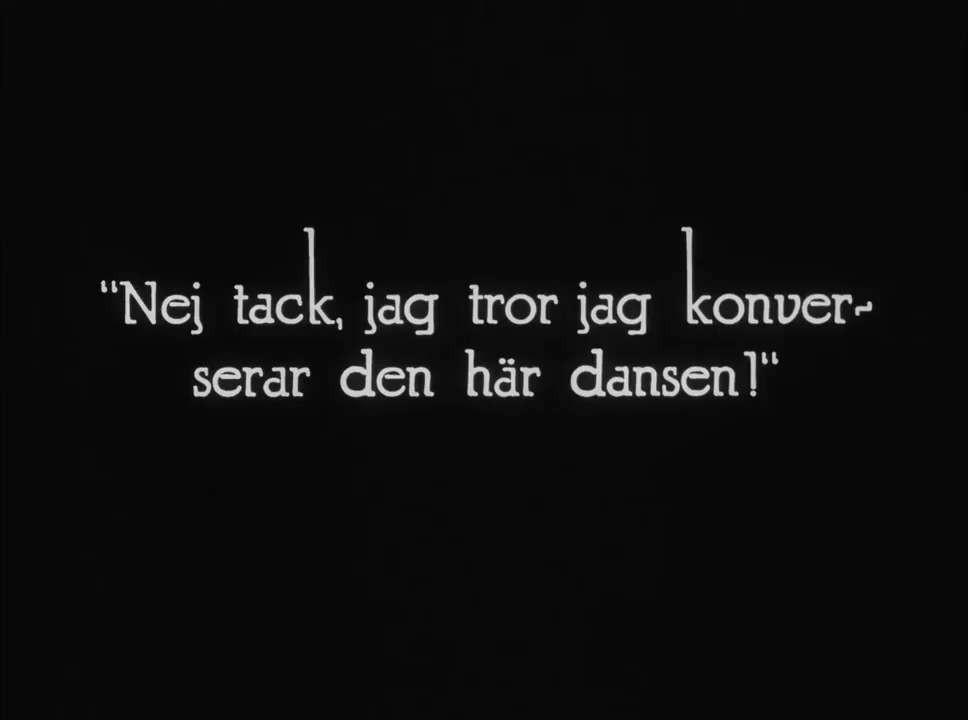 “Nej tack, jag tror jag konver-
serar den här dansen!“